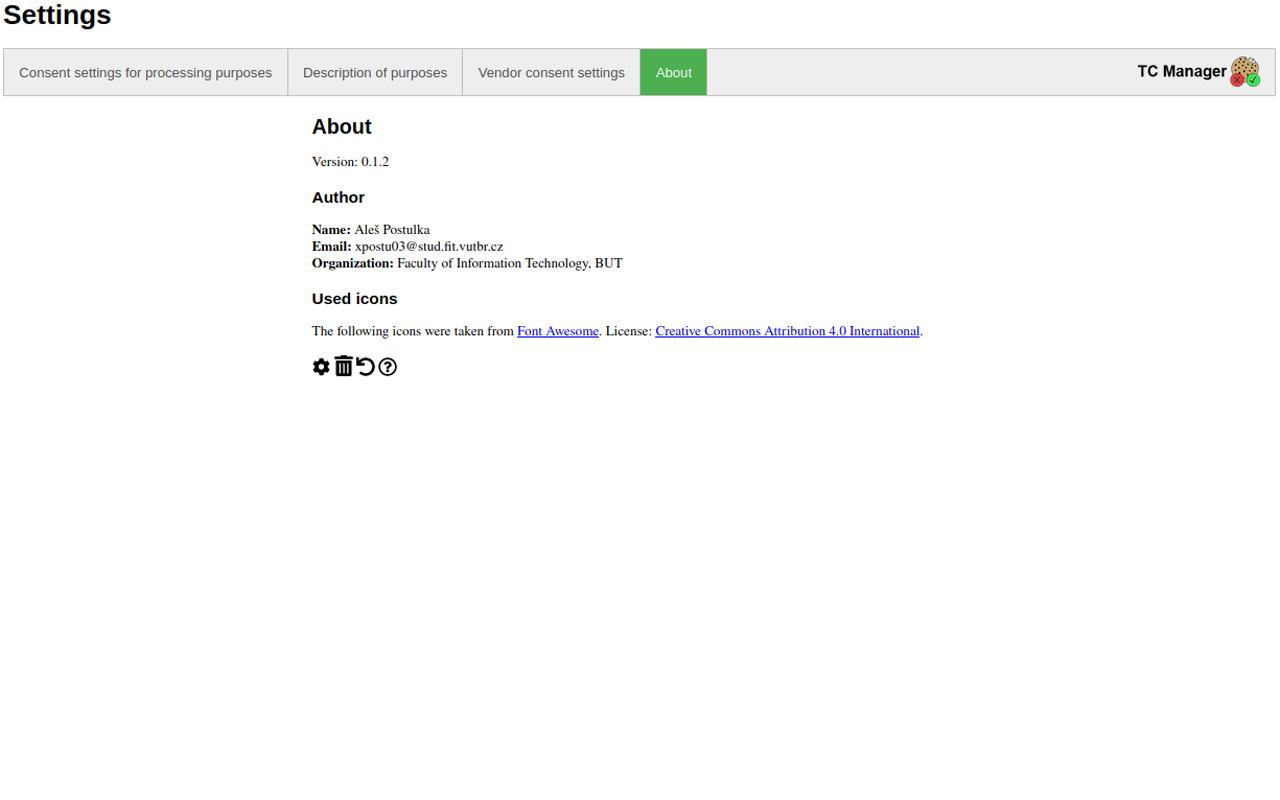 Settings
Consent settings for processing purposes
Description of purposes
Vendor consent settings
About
TC Manager
About
Version: 0.1.2
Author
Name: Aleš Postulka
Email: xpostu03@stud.fit.vutbr.cz
Organization: Faculty of Information Technology, BUT
Used icons
The following icons were taken from Font Awesome. License: Creative Commons Attribution 4.0 International.